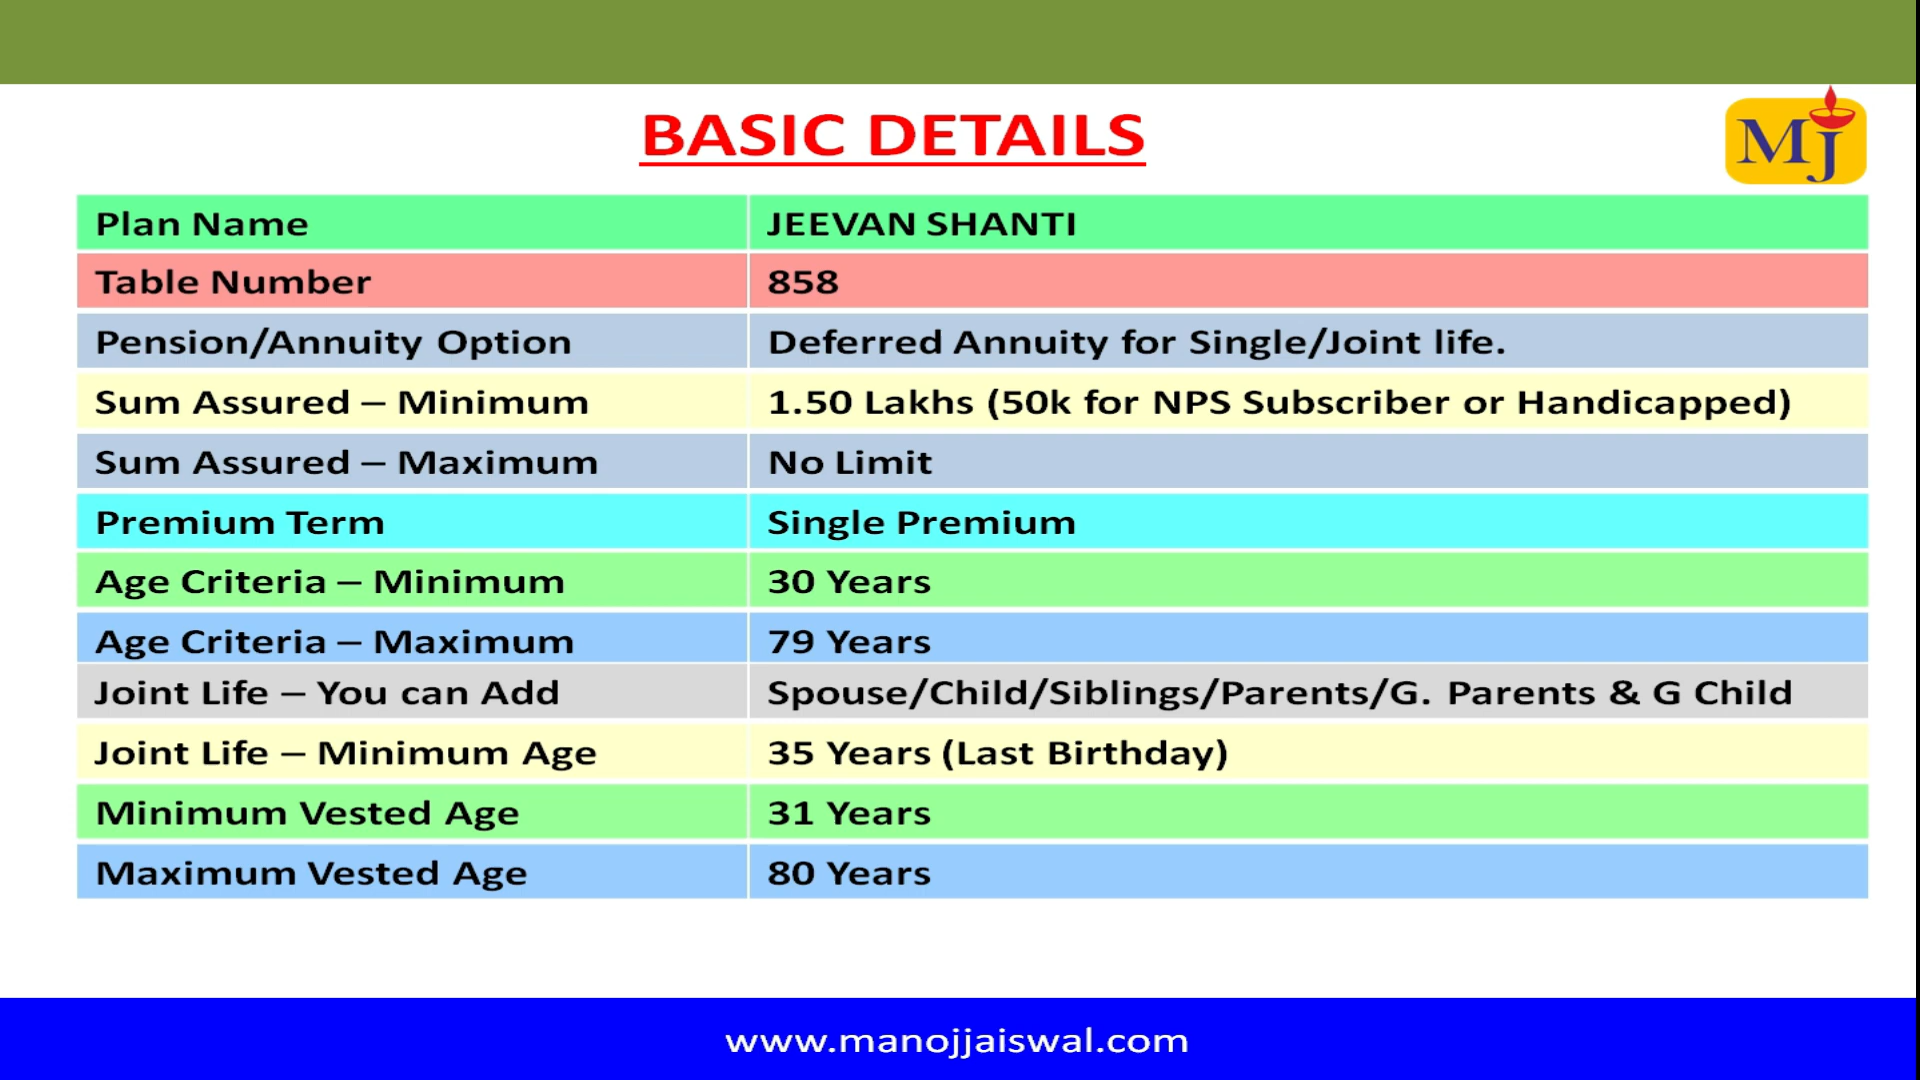 BASIC DETAILS
MJ
Plan Name JEEVAN SHANTI
Table Number 858
Pension/Annuity Option Deferred Annuity for Single/Joint life.
Sum Assured – Minimum 1.50 Lakhs (50k for NPS Subscriber or Handicapped)
Sum Assured – Maximum No Limit
Premium Term Single Premium
Age Criteria – Minimum 30 Years
Age Criteria – Maximum 79 Years
Joint Life – You can Add Spouse/Child/Siblings/Parents/G. Parents & G Child
Joint Life – Minimum Age 35 Years (Last Birthday)
Minimum Vested Age 31 Years
Maximum Vested Age 80 Years
www.manojjaiswal.com